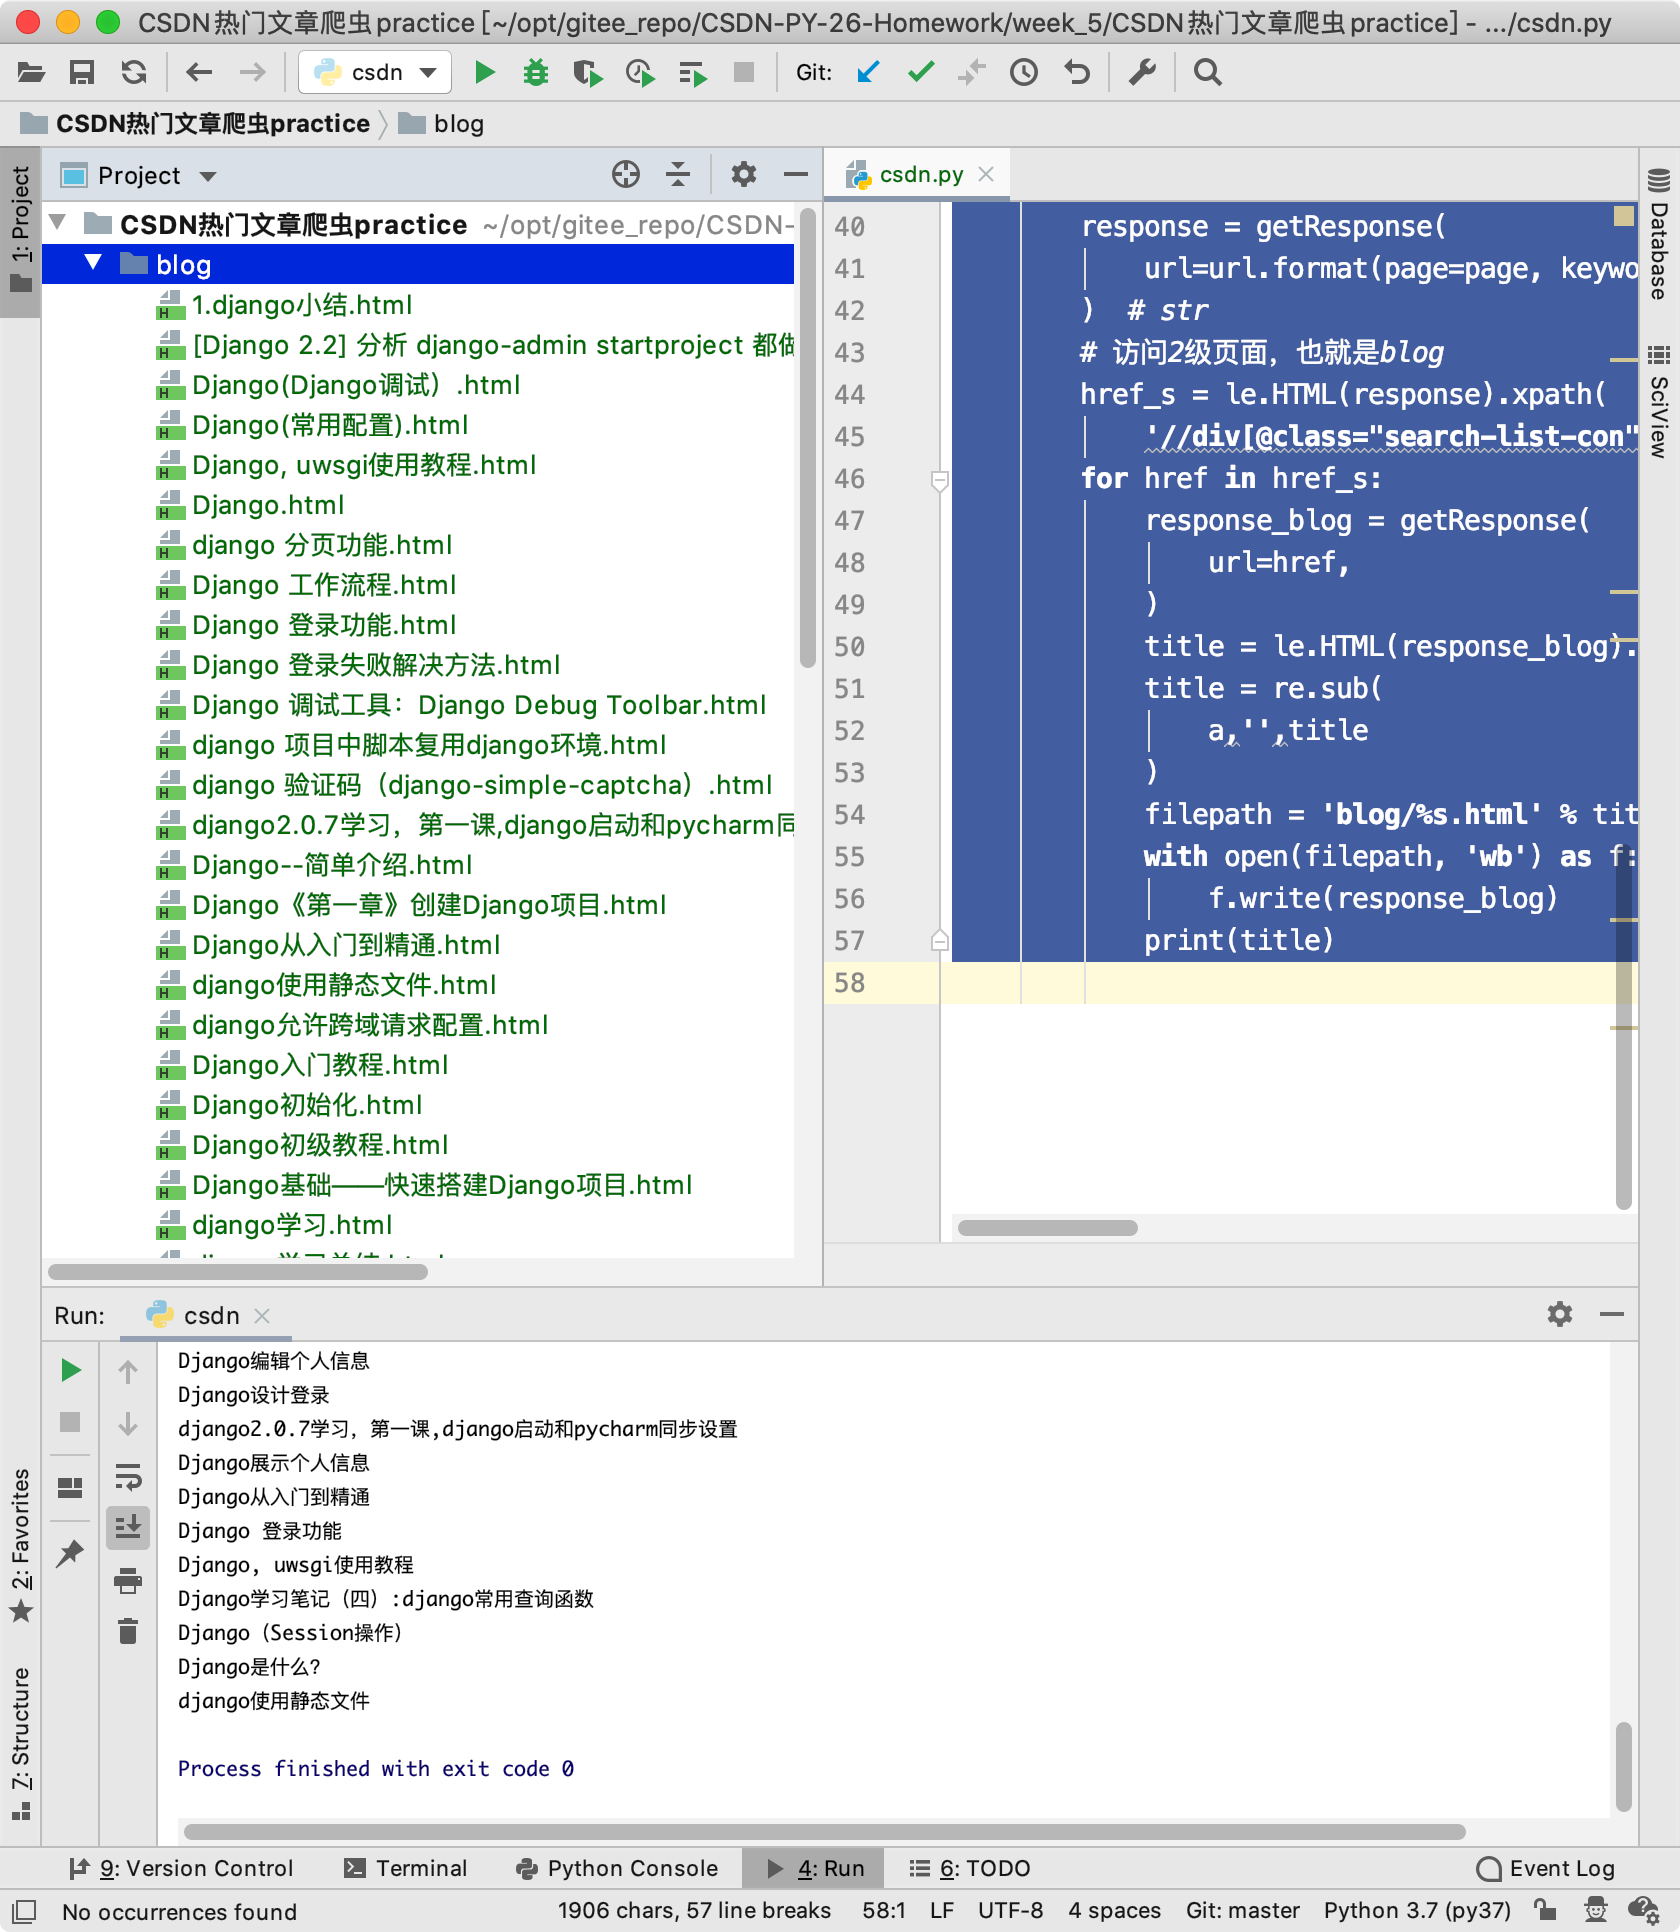 CSDN热门文章爬虫practice [~/opt/gitee_repo/CSDN-PY-26-Homework/week_5/CSDN热门文章爬虫practice] - .../csdn.py
csdn
Git:
CSDN热门文章爬虫practice
blog
1: Project
Project
csdn.py
CSDN热门文章爬虫practice ~/opt/gitee_repo/CSDN-
blog
1.django小结.html
[Django 2.2] 分析 django-admin startproject 都做
Django(Django调试）.html
Django(常用配置).html
Django, uwsgi使用教程.html
Django.html
django 分页功能.html
Django 工作流程.html
Django 登录功能.html
Django 登录失败解决方法.html
Django 调试工具：Django Debug Toolbar.html
django 项目中脚本复用django环境.html
django 验证码（django-simple-captcha）.html
django2.0.7学习，第一课,django启动和pycharm同
Django--简单介绍.html
Django《第一章》创建Django项目.html
Django从入门到精通.html
django使用静态文件.html
django允许跨域请求配置.html
Django入门教程.html
Django初始化.html
Django初级教程.html
Django基础——快速搭建Django项目.html
django学习.html
40 response = getResponse(
41 url=url.format(page=page, keywo
42 )  # str
43 # 访问2级页面，也就是blog
44 href_s = le.HTML(response).xpath(
45 '//div[@class="search-list-con"
46 for href in href_s:
47 response_blog = getResponse(
48 url=href,
49 )
50 title = le.HTML(response_blog).
51 title = re.sub(
52 a,'',title
53 )
54 filepath = 'blog/%s.html' % tit
55 with open(filepath, 'wb') as f:
56 f.write(response_blog)
57 print(title)
58
Database
SciView
Run:
csdn
Django编辑个人信息
Django设计登录
django2.0.7学习，第一课,django启动和pycharm同步设置
Django展示个人信息
Django从入门到精通
Django 登录功能
Django, uwsgi使用教程
Django学习笔记（四）:django常用查询函数
Django（Session操作）
Django是什么？
django使用静态文件
Process finished with exit code 0
2: Favorites
7: Structure
9: Version Control
Terminal
Python Console
4: Run
6: TODO
Event Log
No occurrences found
1906 chars, 57 line breaks
58:1
LF
UTF-8
4 spaces
Git: master
Python 3.7 (py37)